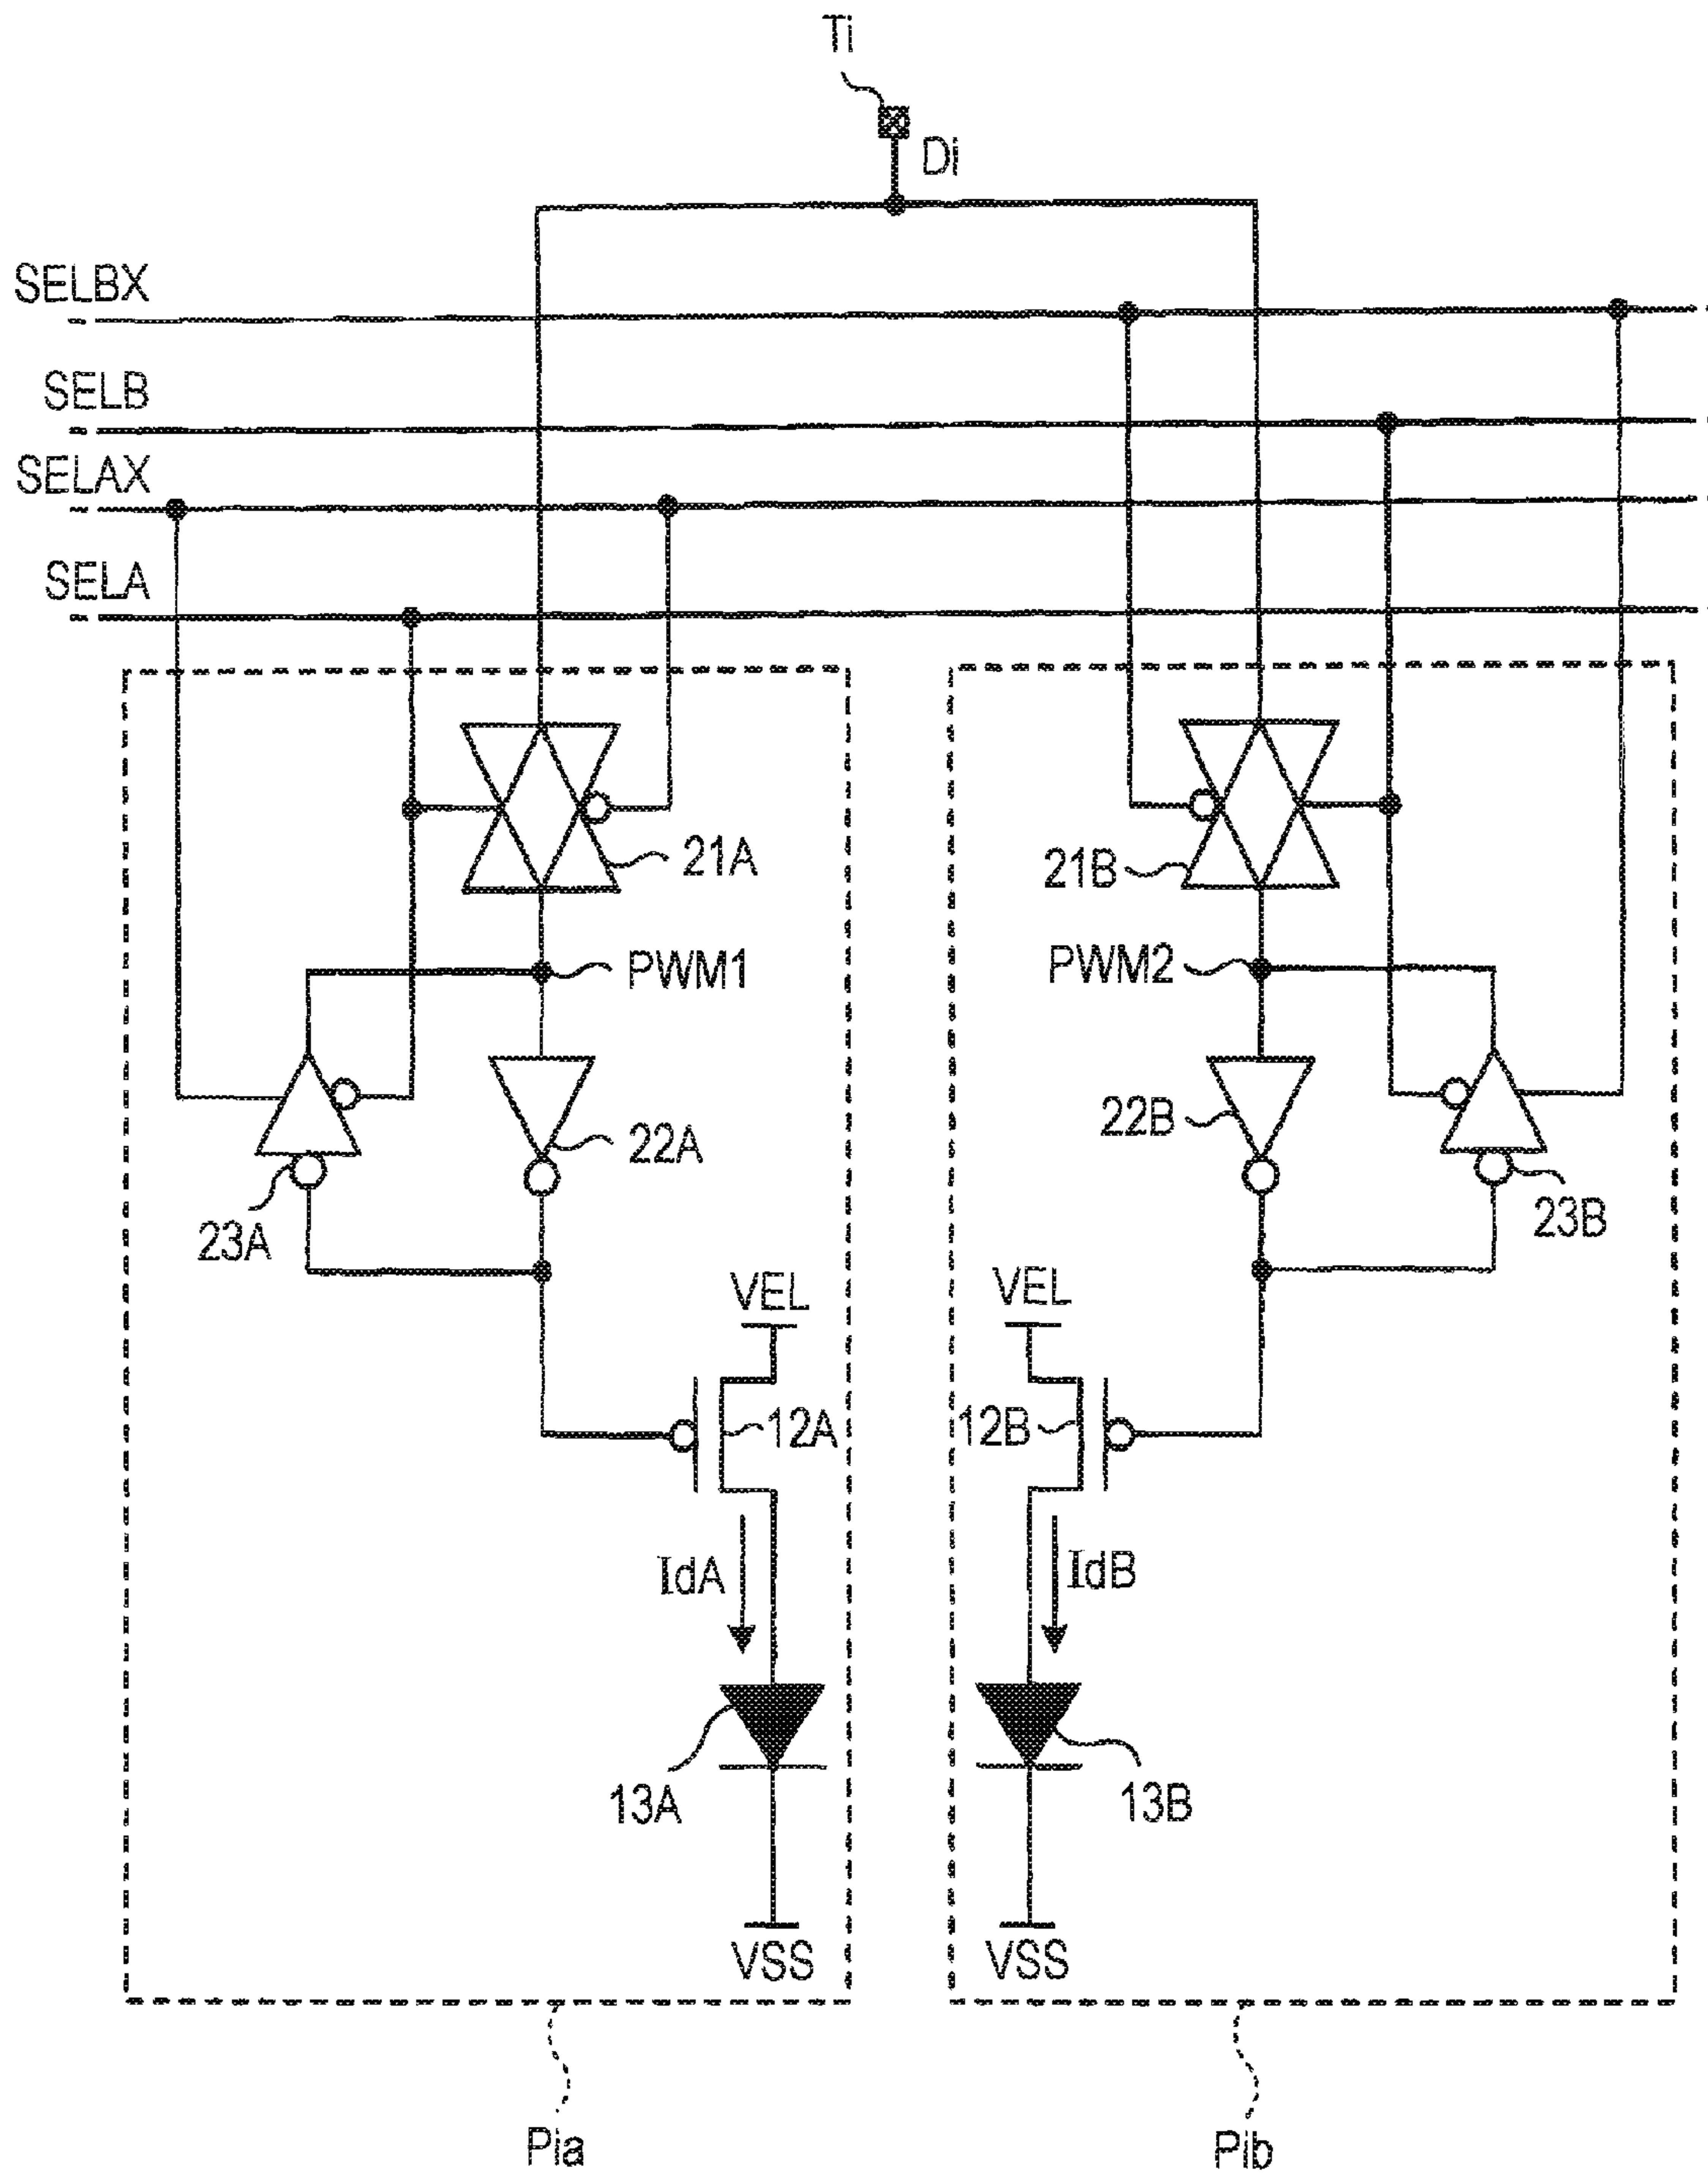 Ti
Di
SELBX
SELB
SELAX
SELA
21A
21B
PWM1
PWM2
22A
22B
23A
23B
VEL
VEL
12A
12B
IdA
IdB
13A
13B
VSS
VSS
Pia
Pib